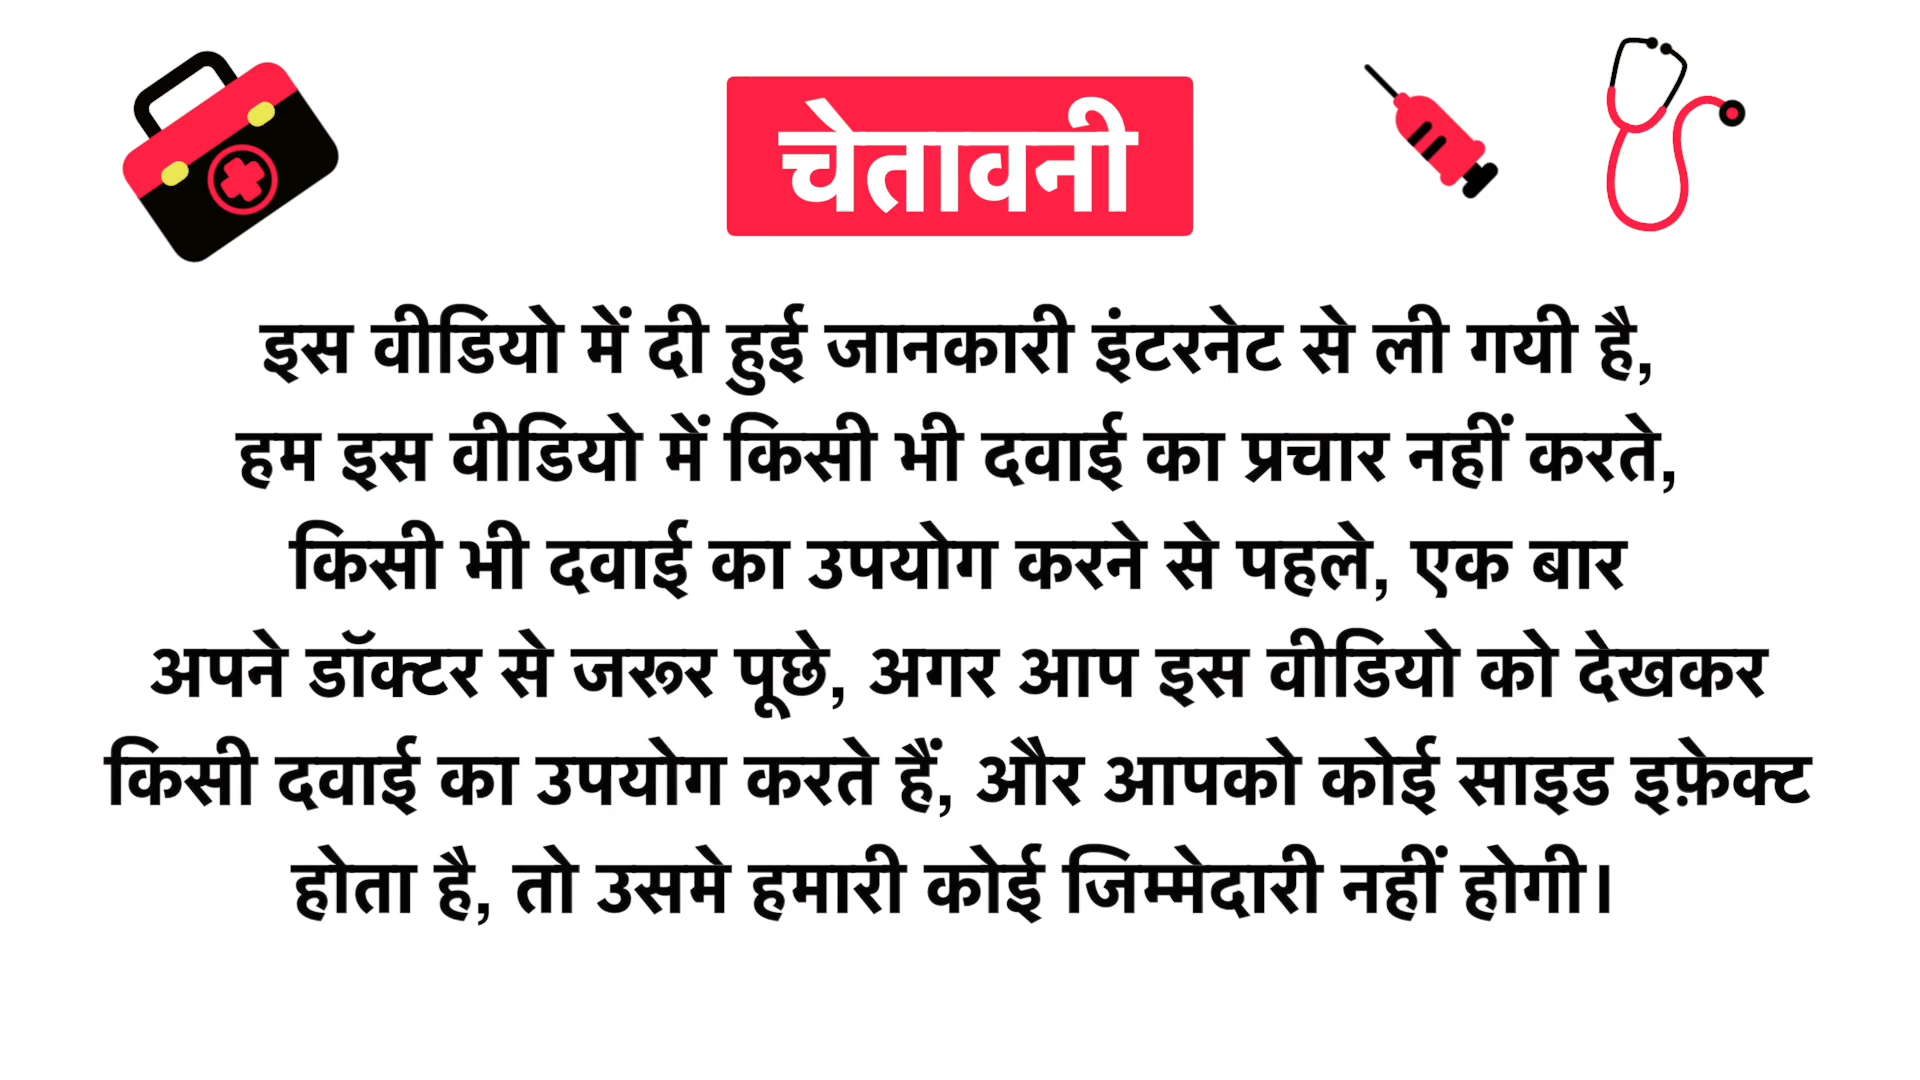 चेतावनी
इस वीडियो में दी हुई जानकारी इंटरनेट से ली गयी है,
हम इस वीडियो में किसी भी दवाई का प्रचार नहीं करते,
किसी भी दवाई का उपयोग करने से पहले, एक बार
अपने डॉक्टर से जरूर पूछे, अगर आप इस वीडियो को देखकर
किसी दवाई का उपयोग करते हैं, और आपको कोई साइड इफ़ेक्ट
होता है, तो उसमे हमारी कोई जिम्मेदारी नहीं होगी।